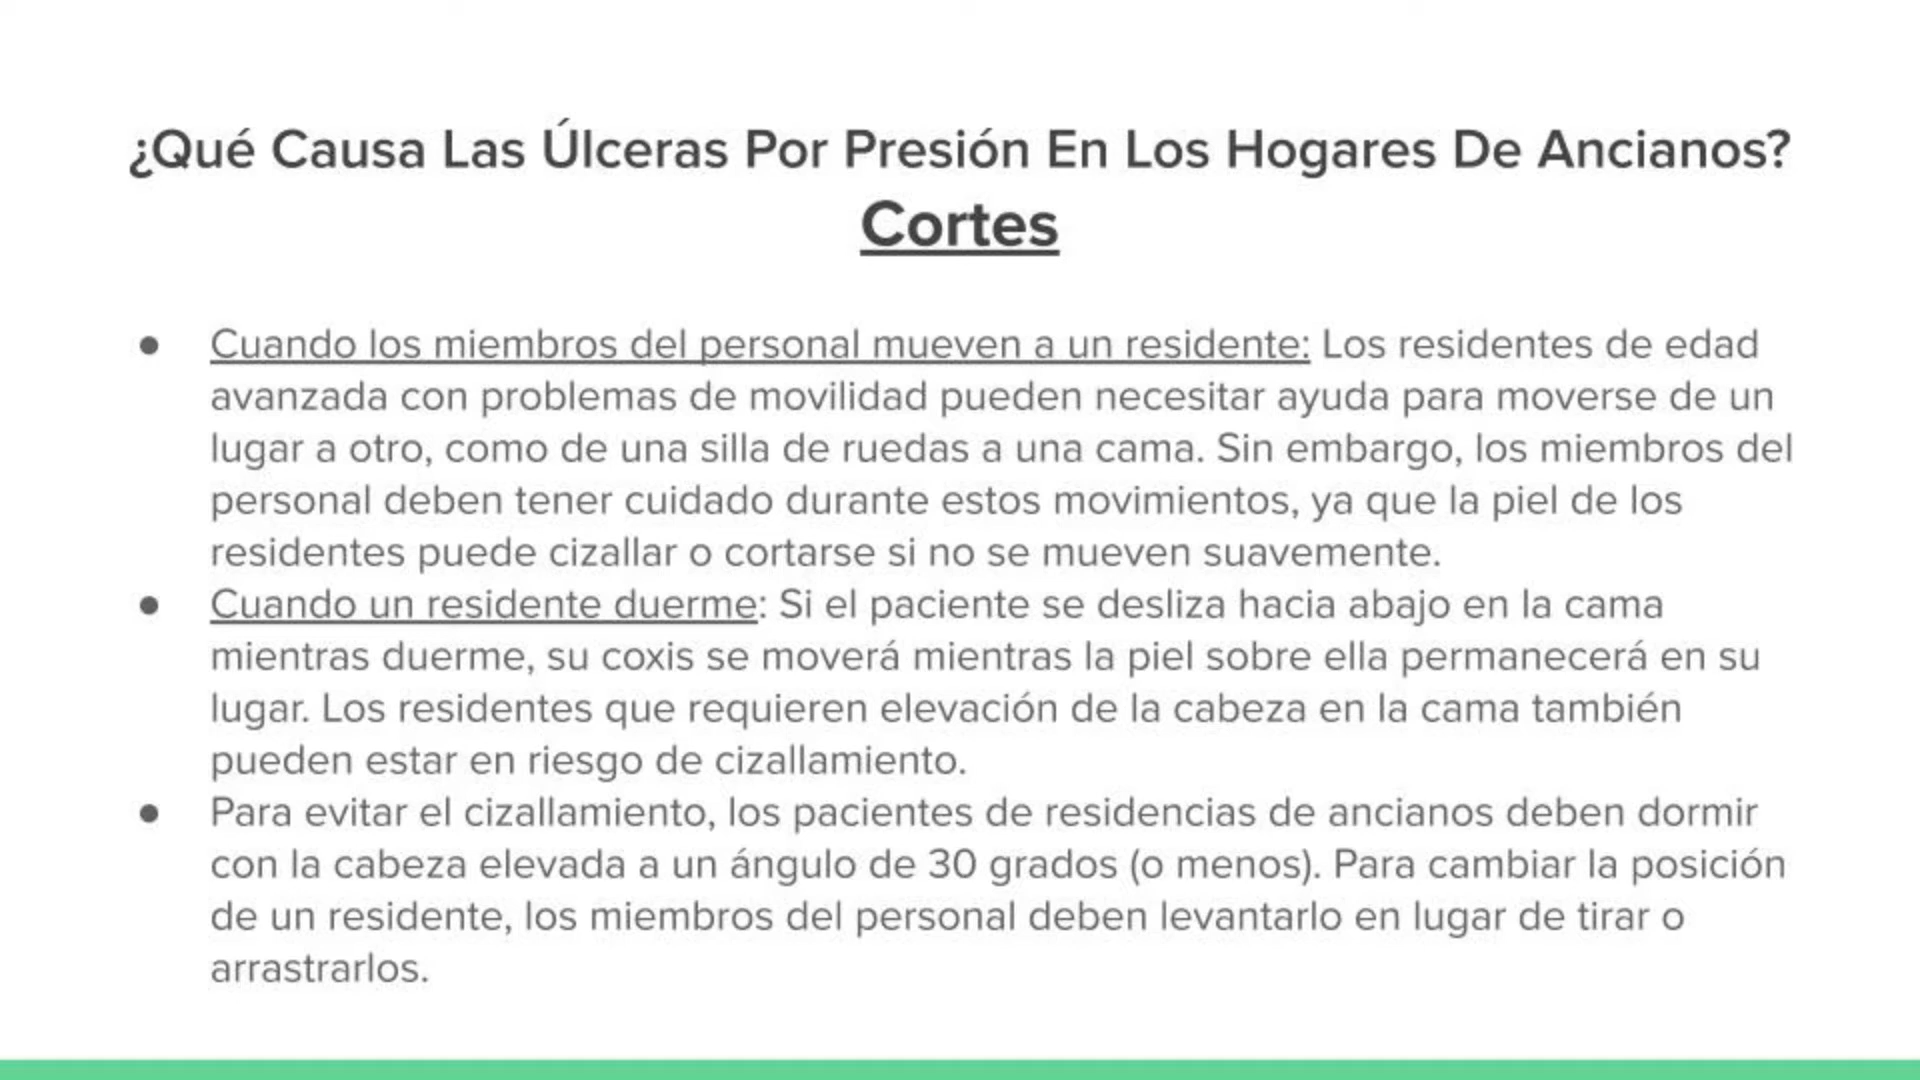 ¿Qué Causa Las Úlceras Por Presión En Los Hogares De Ancianos?
Cortes
● Cuando los miembros del personal mueven a un residente: Los residentes de edad
avanzada con problemas de movilidad pueden necesitar ayuda para moverse de un
lugar a otro, como de una silla de ruedas a una cama. Sin embargo, los miembros del
personal deben tener cuidado durante estos movimientos, ya que la piel de los
residentes puede cizallar o cortarse si no se mueven suavemente.
● Cuando un residente duerme: Si el paciente se desliza hacia abajo en la cama
mientras duerme, su coxis se moverá mientras la piel sobre ella permanecerá en su
lugar. Los residentes que requieren elevación de la cabeza en la cama también
pueden estar en riesgo de cizallamiento.
● Para evitar el cizallamiento, los pacientes de residencias de ancianos deben dormir
con la cabeza elevada a un ángulo de 30 grados (o menos). Para cambiar la posición
de un residente, los miembros del personal deben levantarlo en lugar de tirar o
arrastrarlos.